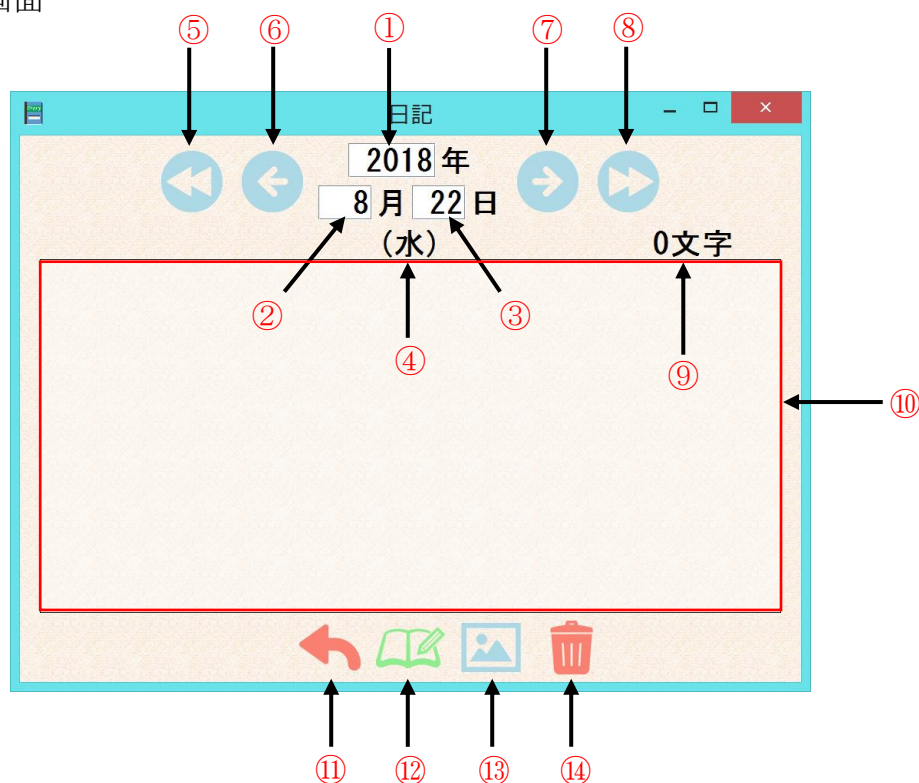 画面
⑤ ⑥ ① ⑦ ⑧
日記
2018 年
8 月 22 日
(水) 0文字
② ③
④ ⑨
⑩
⑪ ⑫ ⑬ ⑭